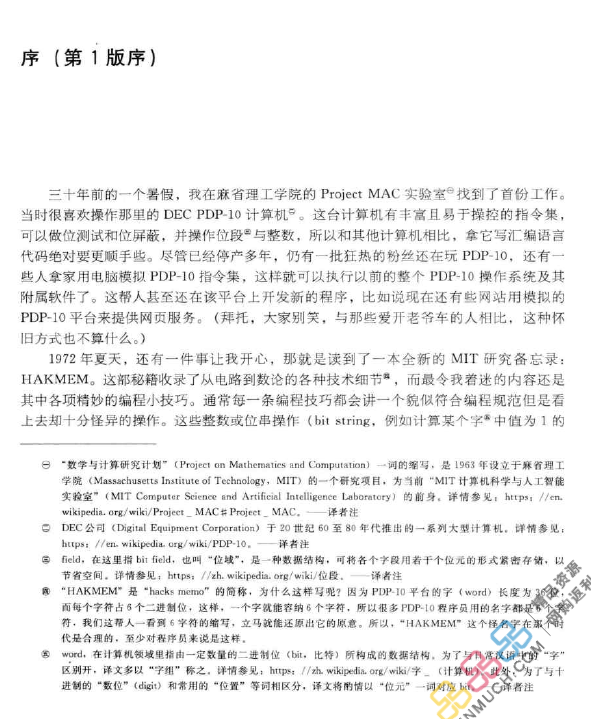 序（第1版序）
三十年前的一个暑假，我在麻省理工学院的 Project MAC 实验室㊀找到了首份工作。
当时很喜欢操作那里的 DEC PDP-10 计算机㊁。这台计算机有丰富且易于操控的指令集，
可以做位测试和位屏蔽，并操作位段㊂与整数，所以和其他计算机相比，拿它写汇编语言
代码绝对要更顺手些。尽管已经停产多年，仍有一批狂热的粉丝还在玩 PDP-10，还有一
些人拿家用电脑模拟 PDP-10 指令集，这样就可以执行以前的整个 PDP-10 操作系统及其
附属软件了。这帮人甚至还在该平台上开发新的程序，比如说现在还有些网站用模拟的
PDP-10 平台来提供网页服务。（拜托，大家别笑，与那些爱开老爷车的人相比，这种怀
旧方式也不算什么。）
1972 年夏天，还有一件事让我开心，那就是读到了一本全新的 MIT 研究备忘录：
HAKMEM。这部秘籍收录了从电路到数论的各种技术细节㊃，而最令我着迷的内容还是
其中各项精妙的编程小技巧。通常每一条编程技巧都会讲一个貌似符合编程规范但是看
上去却十分怪异的操作。这些整数或位串操作（bit string，例如计算某个字㊄中值为 1 的
㊀ “数学与计算研究计划”（Project on Mathematics and Computation）一词的缩写，是 1963 年设立于麻省理工
学院（Massachusetts Institute of Technology，MIT）的一个研究项目，为当前“MIT 计算机科学与人工智能
实验室”（MIT Computer Science and Artificial Intelligence Laboratory）的前身。详情参见：https://en.
wikipedia.org/wiki/Project_MAC#Project_MAC。——译者注
㊁ DEC 公司（Digital Equipment Corporation）于 20 世纪 60 至 80 年代推出的一系列大型计算机。详情参见：
https://en.wikipedia.org/wiki/PDP-10。——译者注
㊂ field，在这里指 bit field，也叫“位域”，是一种数据结构，可将各个字段用若干个位元的形式紧密存储，以
节省空间。详情参见：https://zh.wikipedia.org/wiki/位段。——译者注
㊃ “HAKMEM”是“hacks memo”的简称，为什么这样写呢？因为 PDP-10 平台的字（word）长度为 36 位，
而每个字符占 6 个二进制位，这样，一个字就能容纳 6 个字符，所以很多 PDP-10 程序员用的名字都是 6 个字
符，我们这帮人一看到 6 字符的缩写，立马就能还原出它的原意。所以，“HAKMEM”这个怪名字在那个时
代是合理的，至少对程序员来说是这样。
㊄ word，在计算机领域里指由一定数量的二进制位（bit，比特）所构成的数据结构。为了与日常汉语中的“字”
区别开，译文多以“字组”称之。详情参见：https://zh.wikipedia.org/wiki/字_（计算机）。此外，为了与十
进制的“数位”（digit）和常用的“位置”等词相区分，译文将酌情以“位元”一词对应 bit。——译者注